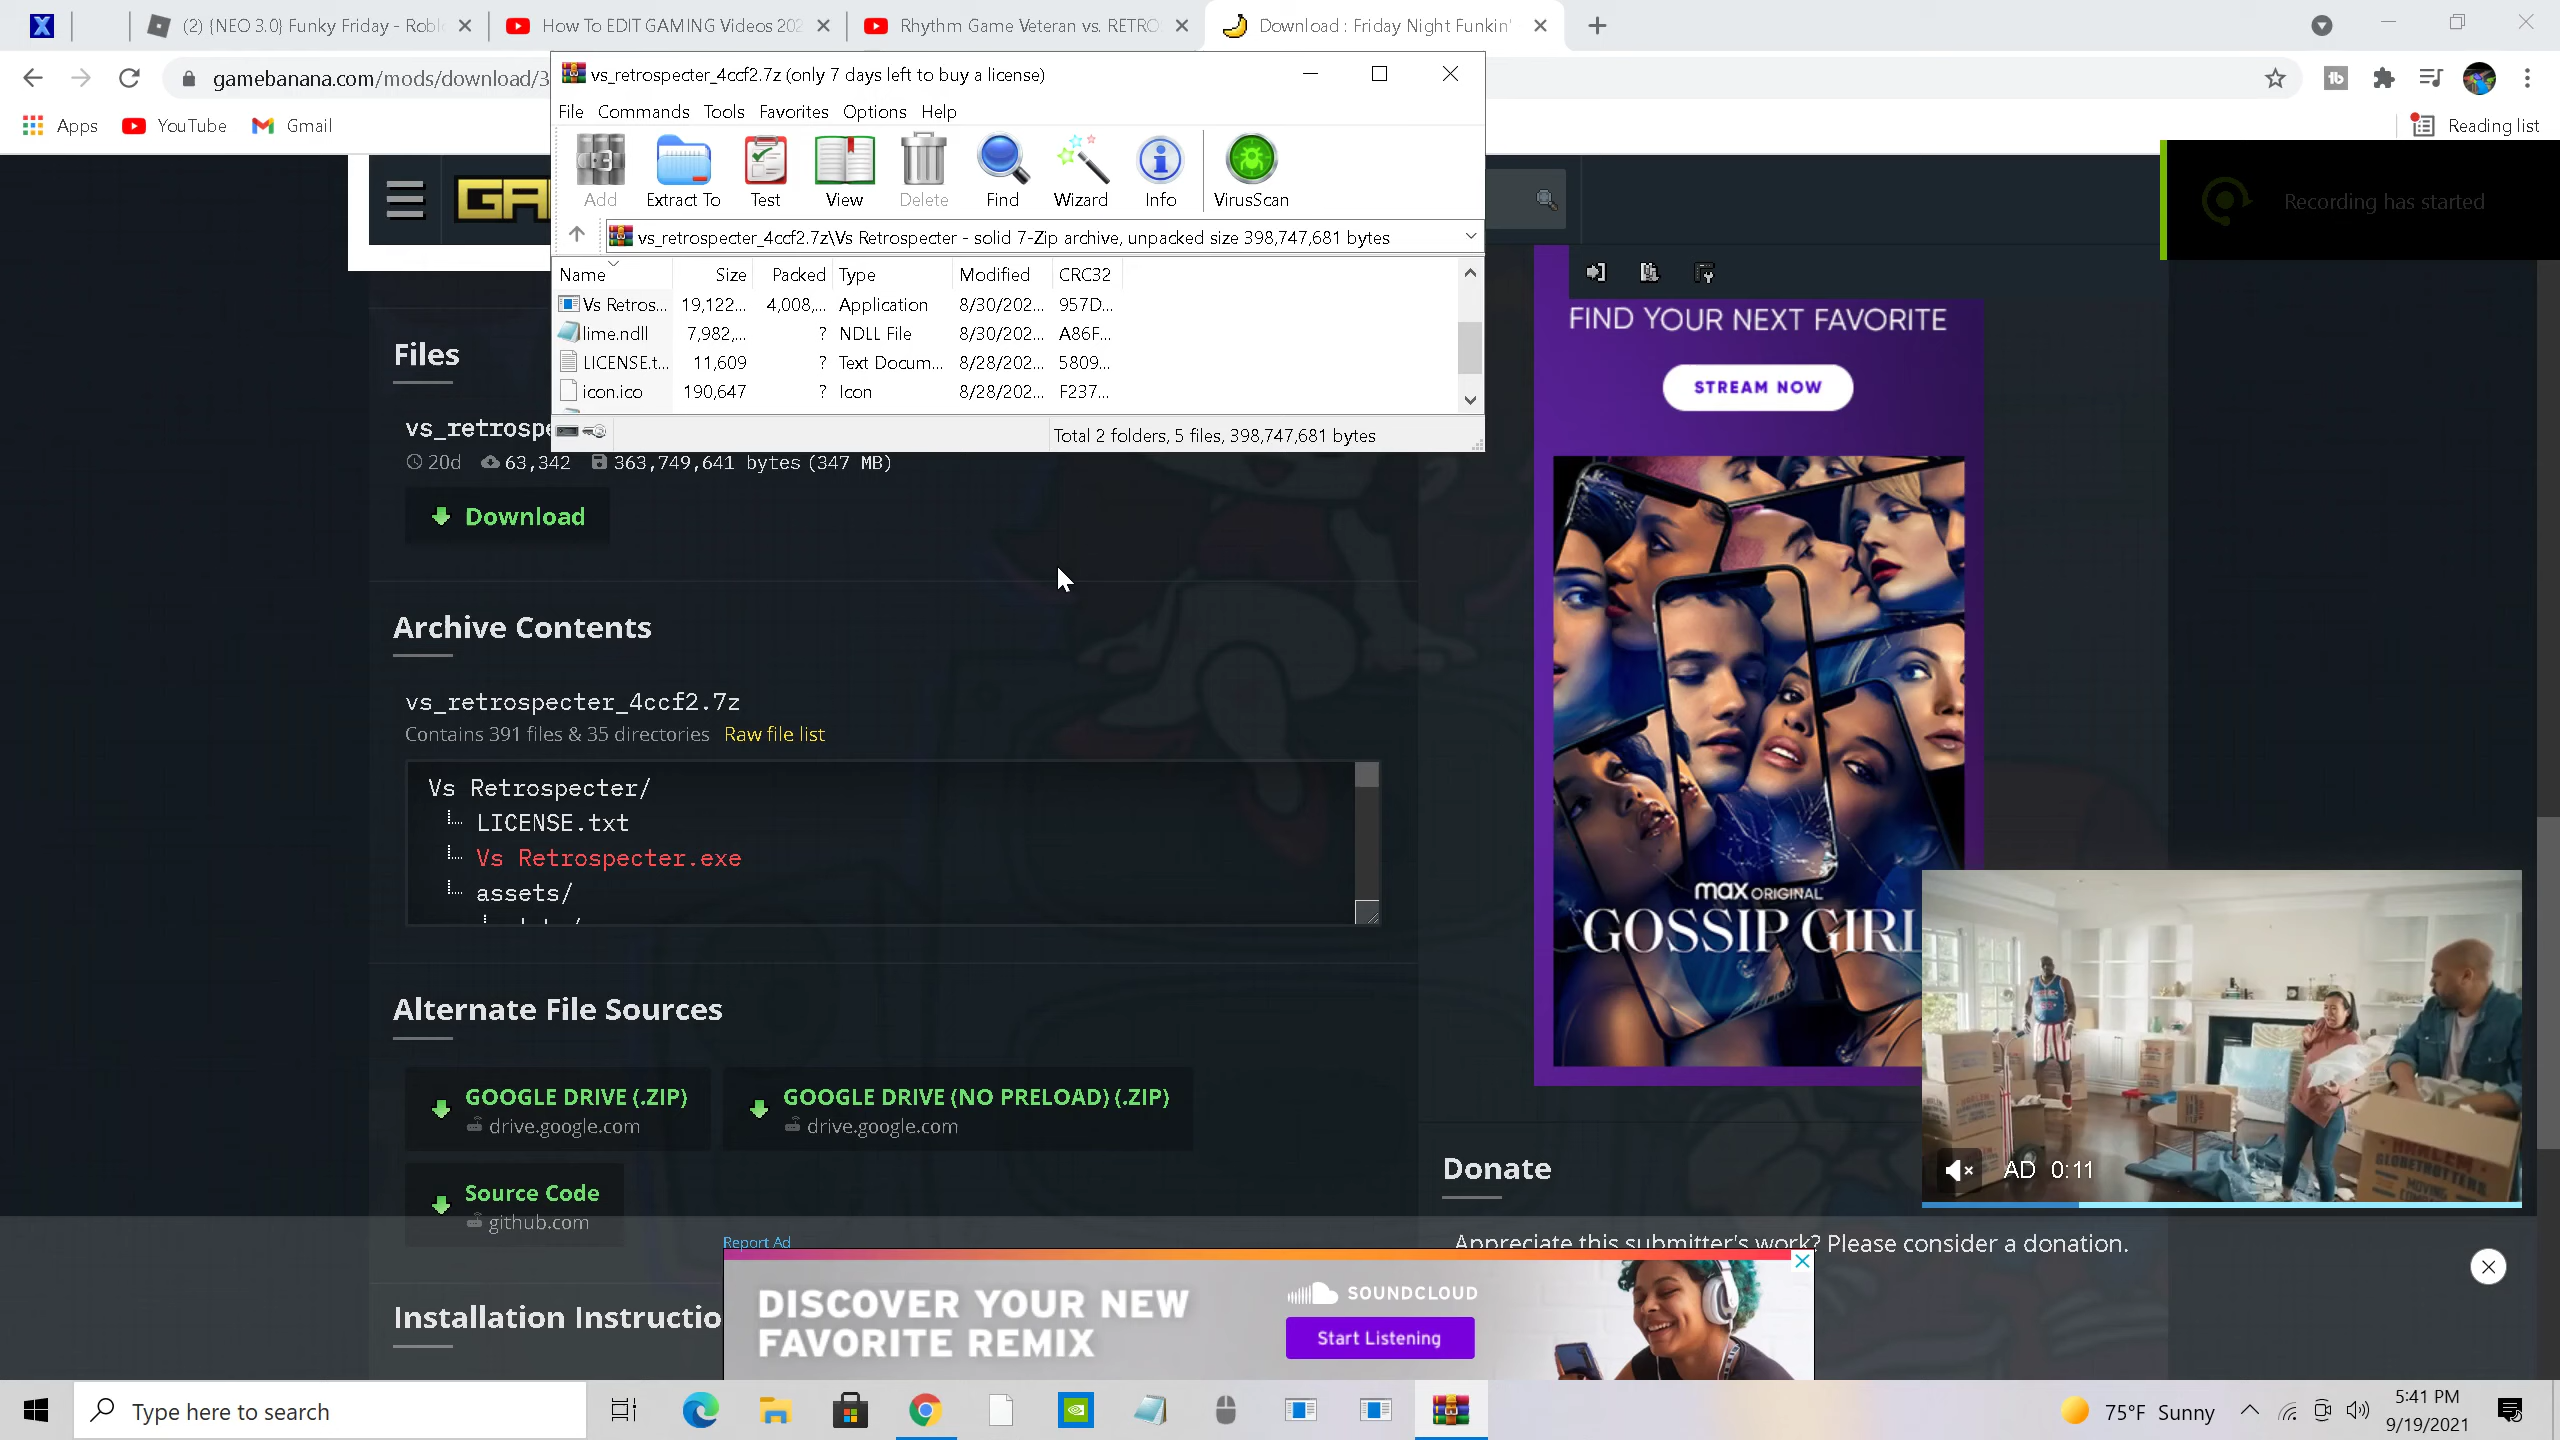 (2) {NEO 3.0} Funky Friday - Robl
How To EDIT GAMING Videos 202
Rhythm Game Veteran vs. RETRO
Download : Friday Night Funkin'
gamebanana.com/mods/download/3
Apps
YouTube
Gmail
Reading list
vs_retrospecter_4ccf2.7z (only 7 days left to buy a license)
File Commands Tools Favorites Options Help
Add
Extract To
Test
View
Delete
Find
Wizard
Info
VirusScan
vs_retrospecter_4ccf2.7z\Vs Retrospecter - solid 7-Zip archive, unpacked size 398,747,681 bytes
Name Size Packed Type Modified CRC32
Vs Retros... 19,122... 4,008,... Application 8/30/202... 957D...
lime.ndll 7,982,... ? NDLL File 8/30/202... A86F...
LICENSE.t... 11,609 ? Text Docum... 8/28/202... 5809...
icon.ico 190,647 ? Icon 8/28/202... F237...
Total 2 folders, 5 files, 398,747,681 bytes
Recording has started
GA
Files
vs_retrospe
20d 63,342 363,749,641 bytes (347 MB)
Download
Archive Contents
vs_retrospecter_4ccf2.7z
Contains 391 files & 35 directories Raw file list
Vs Retrospecter/
LICENSE.txt
Vs Retrospecter.exe
assets/
Alternate File Sources
GOOGLE DRIVE (.ZIP)
drive.google.com
GOOGLE DRIVE (NO PRELOAD) (.ZIP)
drive.google.com
Source Code
github.com
Installation Instructio
FIND YOUR NEXT FAVORITE
STREAM NOW
max ORIGINAL
GOSSIP GIRL
HARLEM
GLOBETROTTERS
AD 0:11
Donate
Appreciate this submitter's work? Please consider a donation.
Report Ad
DISCOVER YOUR NEW
FAVORITE REMIX
SOUNDCLOUD
Start Listening
Type here to search
75°F Sunny
5:41 PM
9/19/2021